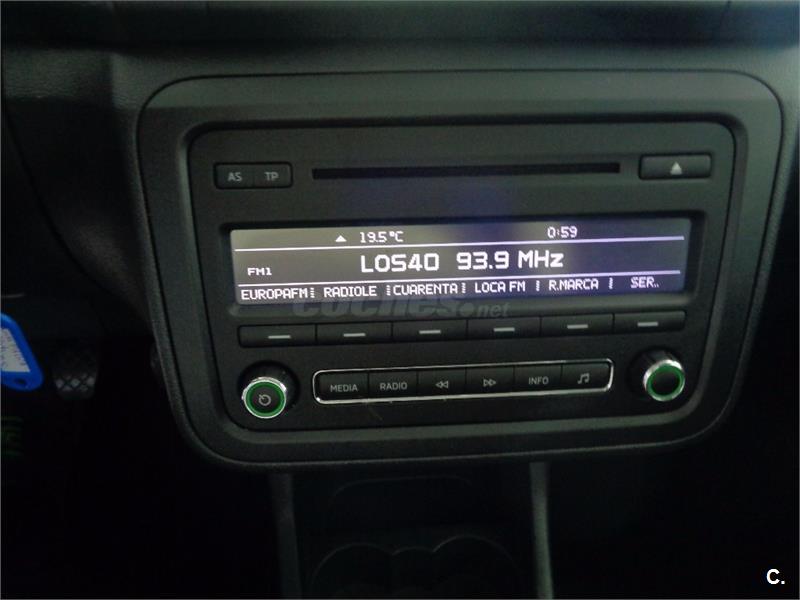 AS TP
▲ 19.5°C 0:59
FM1 LOS40 93.9 MHz
EUROPAFM RADIOLE CUARENTA LOCA FM R.MARCA SER..
coches.net
MEDIA RADIO INFO
C.